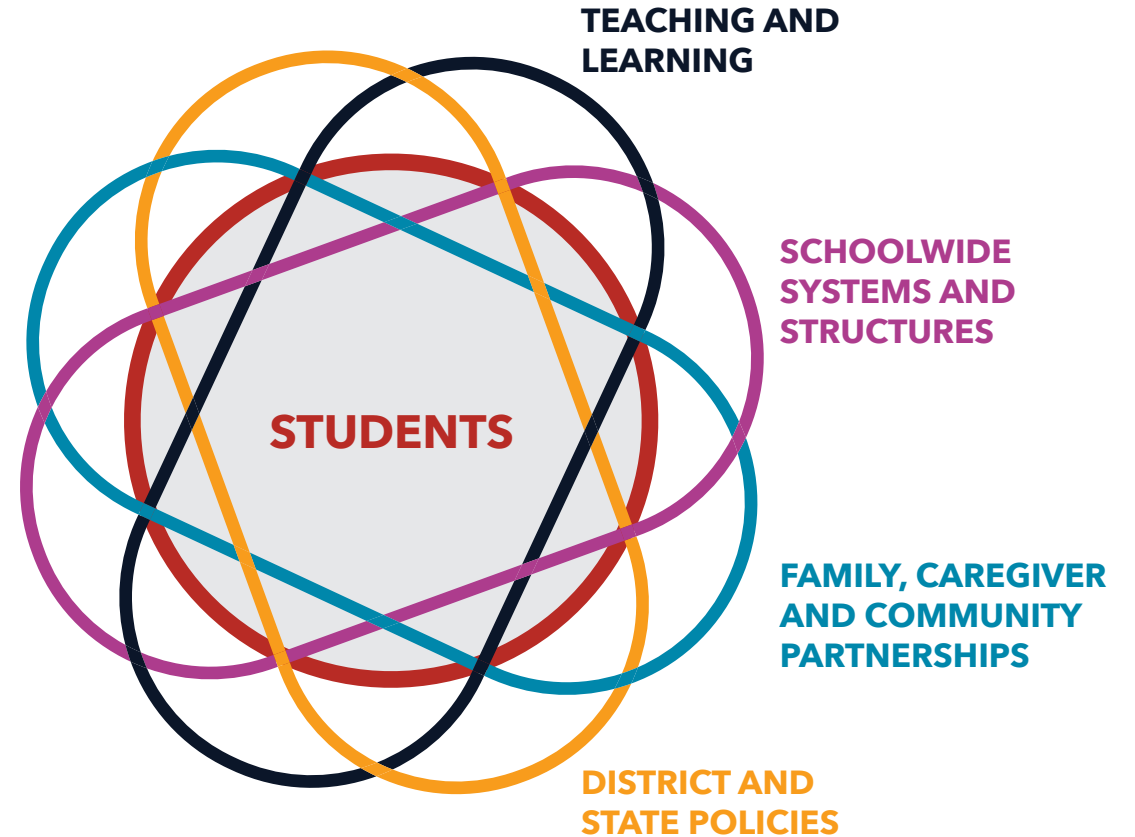 TEACHING AND
LEARNING
SCHOOLWIDE
SYSTEMS AND
STRUCTURES
STUDENTS
FAMILY, CAREGIVER
AND COMMUNITY
PARTNERSHIPS
DISTRICT AND
STATE POLICIES